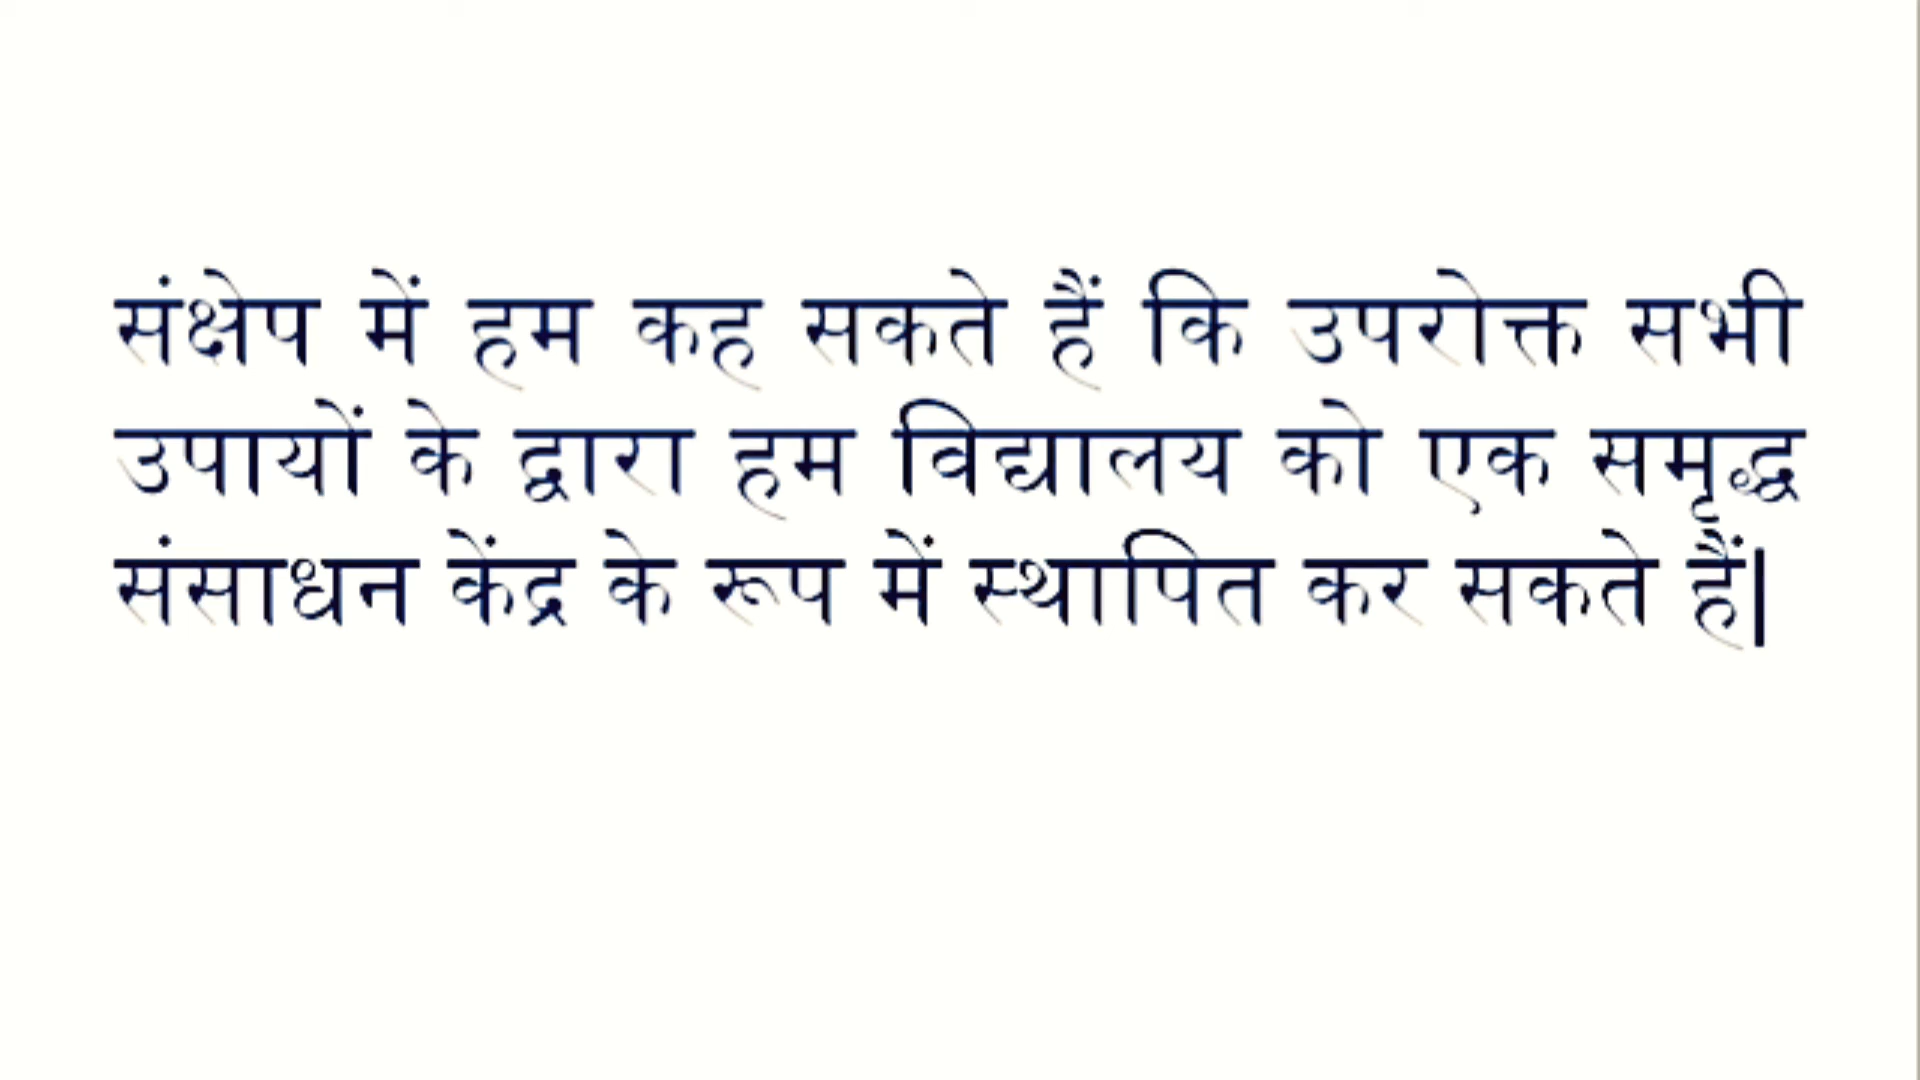 संक्षेप में हम कह सकते हैं कि उपरोक्त सभी
उपायों के द्वारा हम विद्यालय को एक समृद्ध
संसाधन केंद्र के रूप में स्थापित कर सकते हैं|